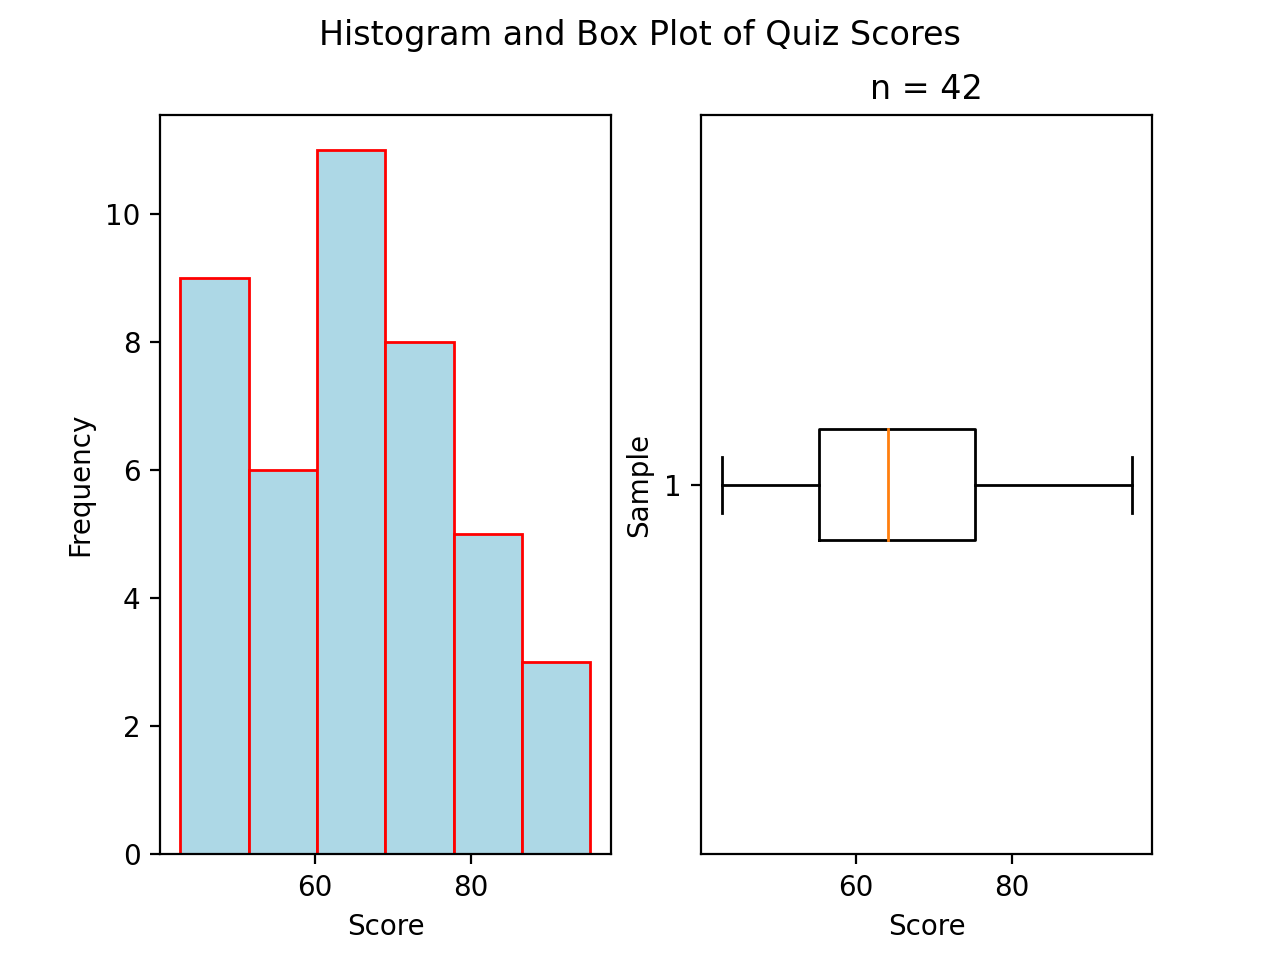 Histogram and Box Plot of Quiz Scores
10
8
6
4
2
0
Frequency
60 80
Score
n = 42
Sample
1
60 80
Score